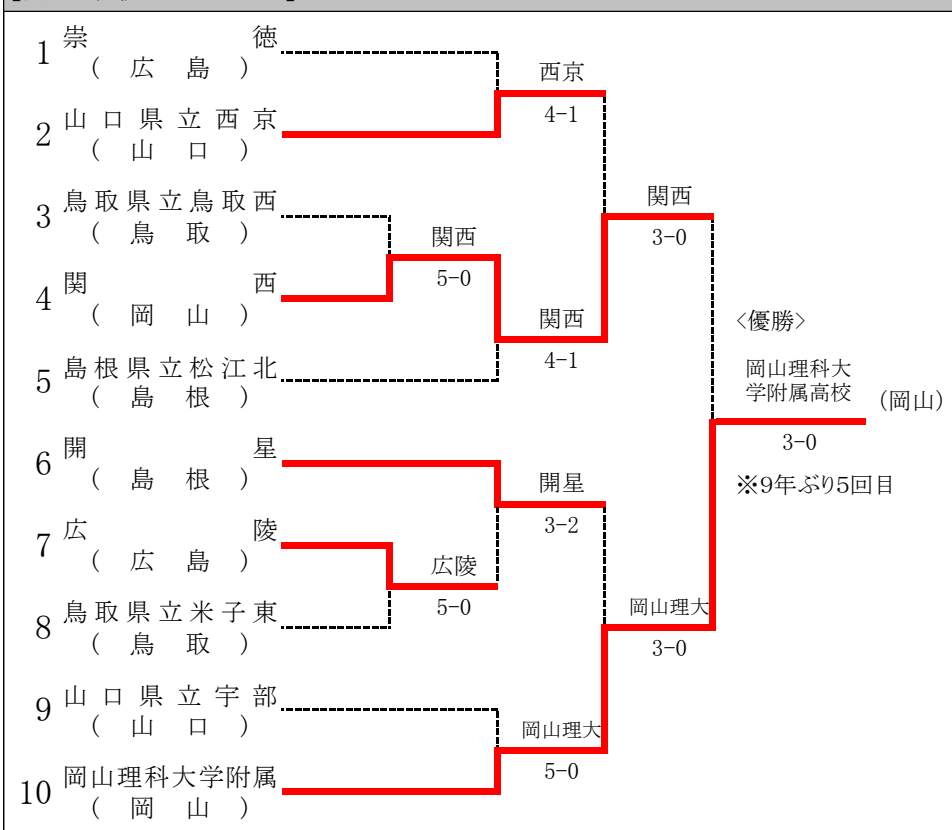 1 崇徳
(広島)
西京
4-1
2 山口県立西京
(山口)
3 鳥取県立鳥取西
(鳥取)
関西
3-0
関西
5-0
4 関西
(岡山)
関西
4-1
<優勝>
5 島根県立松江北
(島根)
岡山理科大
学附属高校
(岡山)
3-0
※9年ぶり5回目
6 開星
(島根)
開星
3-2
7 広陵
(広島)
広陵
5-0
8 鳥取県立米子東
(鳥取)
岡山理大
3-0
9 山口県立宇部
(山口)
岡山理大
5-0
10 岡山理科大学附属
(岡山)